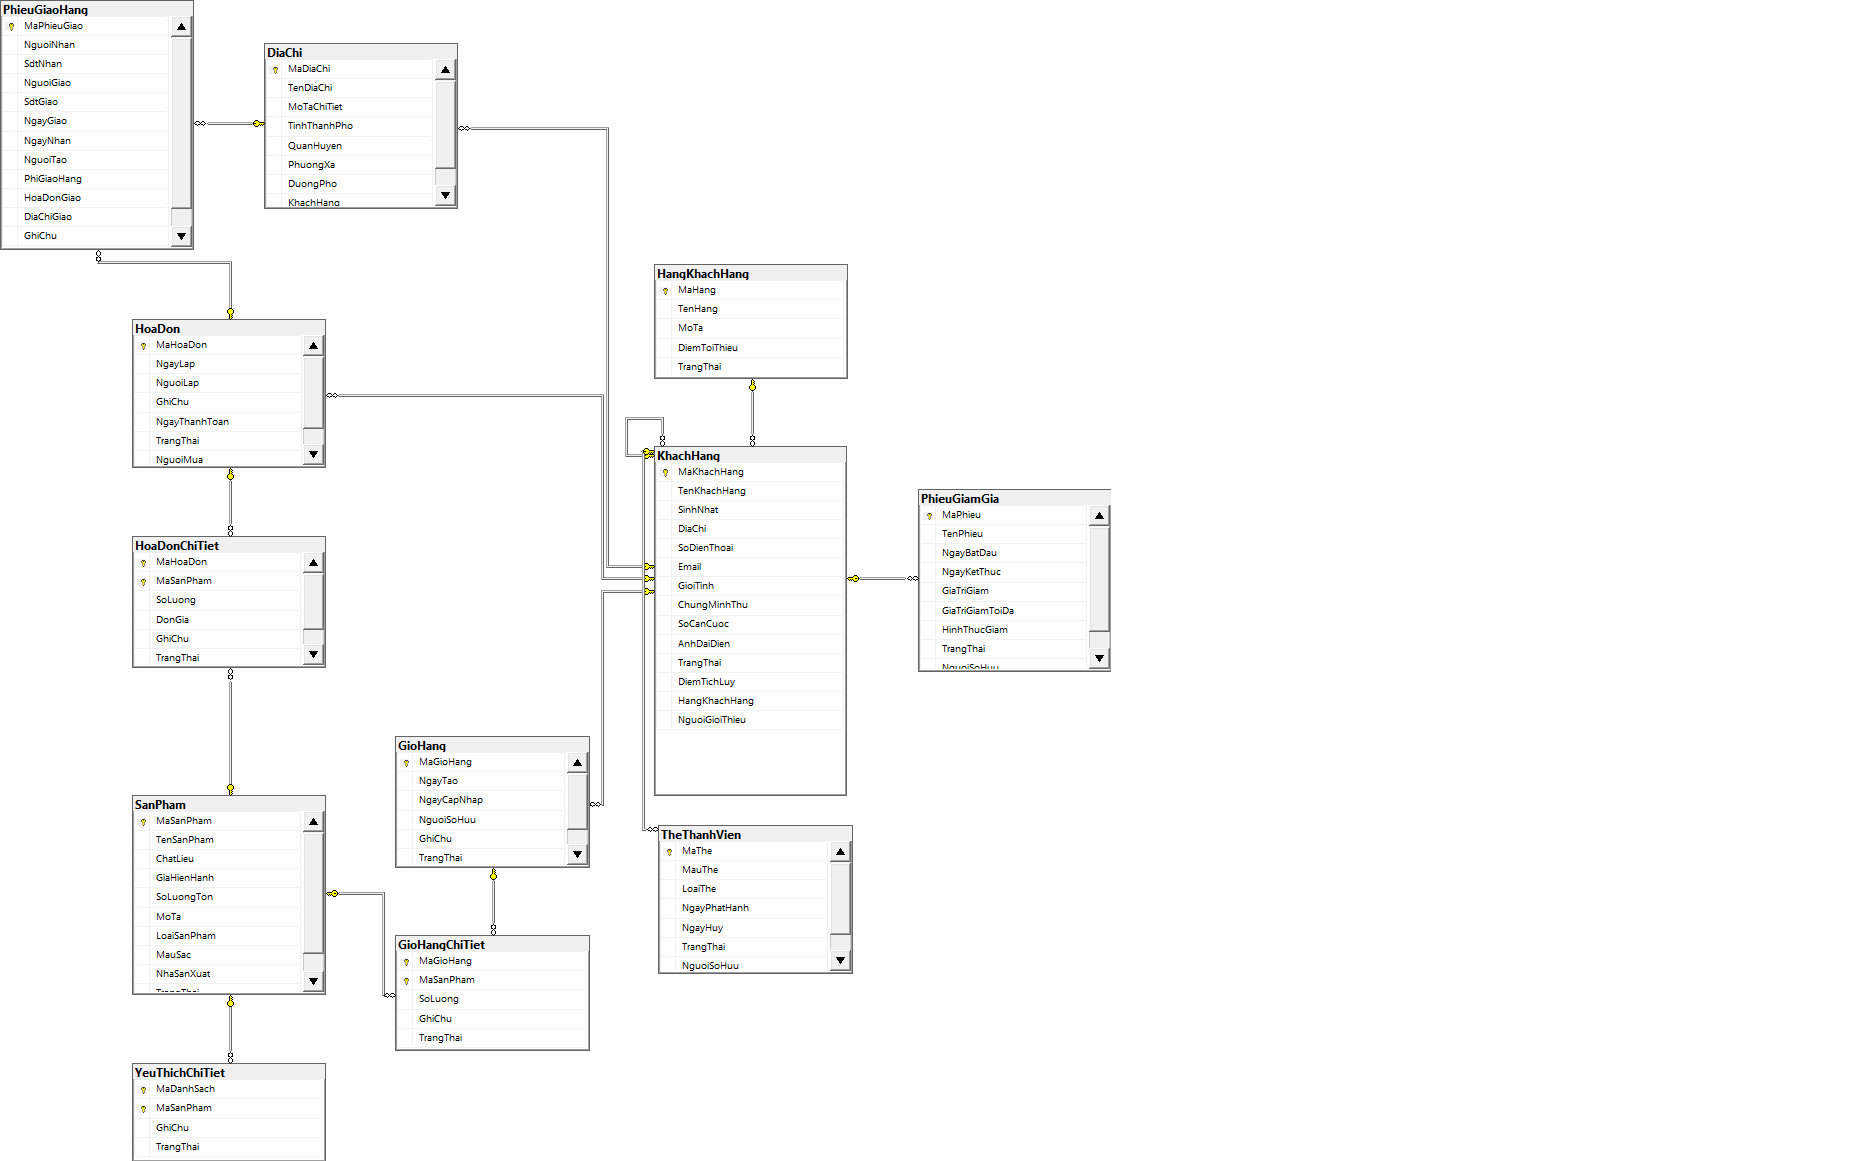 PhieuGiaoHang
MaPhieuGiao
NguoiNhan
SdtNhan
NguoiGiao
SdtGiao
NgayGiao
NgayNhan
NguoiTao
PhiGiaoHang
HoaDonGiao
DiaChiGiao
GhiChu
DiaChi
MaDiaChi
TenDiaChi
MoTaChiTiet
TinhThanhPho
QuanHuyen
PhuongXa
DuongPho
KhachHang
HoaDon
MaHoaDon
NgayLap
NguoiLap
GhiChu
NgayThanhToan
TrangThai
NguoiMua
HangKhachHang
MaHang
TenHang
MoTa
DiemToiThieu
TrangThai
KhachHang
MaKhachHang
TenKhachHang
SinhNhat
DiaChi
SoDienThoai
Email
GioiTinh
ChungMinhThu
SoCanCuoc
AnhDaiDien
TrangThai
DiemTichLuy
HangKhachHang
NguoiGioiThieu
PhieuGiamGia
MaPhieu
TenPhieu
NgayBatDau
NgayKetThuc
GiaTriGiam
GiaTriGiamToiDa
HinhThucGiam
TrangThai
NguoiSoHuu
HoaDonChiTiet
MaHoaDon
MaSanPham
SoLuong
DonGia
GhiChu
TrangThai
GioHang
MaGioHang
NgayTao
NgayCapNhap
NguoiSoHuu
GhiChu
TrangThai
SanPham
MaSanPham
TenSanPham
ChatLieu
GiaHienHanh
SoLuongTon
MoTa
LoaiSanPham
MauSac
NhaSanXuat
TrangThai
TheThanhVien
MaThe
MauThe
LoaiThe
NgayPhatHanh
NgayHuy
TrangThai
NguoiSoHuu
GioHangChiTiet
MaGioHang
MaSanPham
SoLuong
GhiChu
TrangThai
YeuThichChiTiet
MaDanhSach
MaSanPham
GhiChu
TrangThai